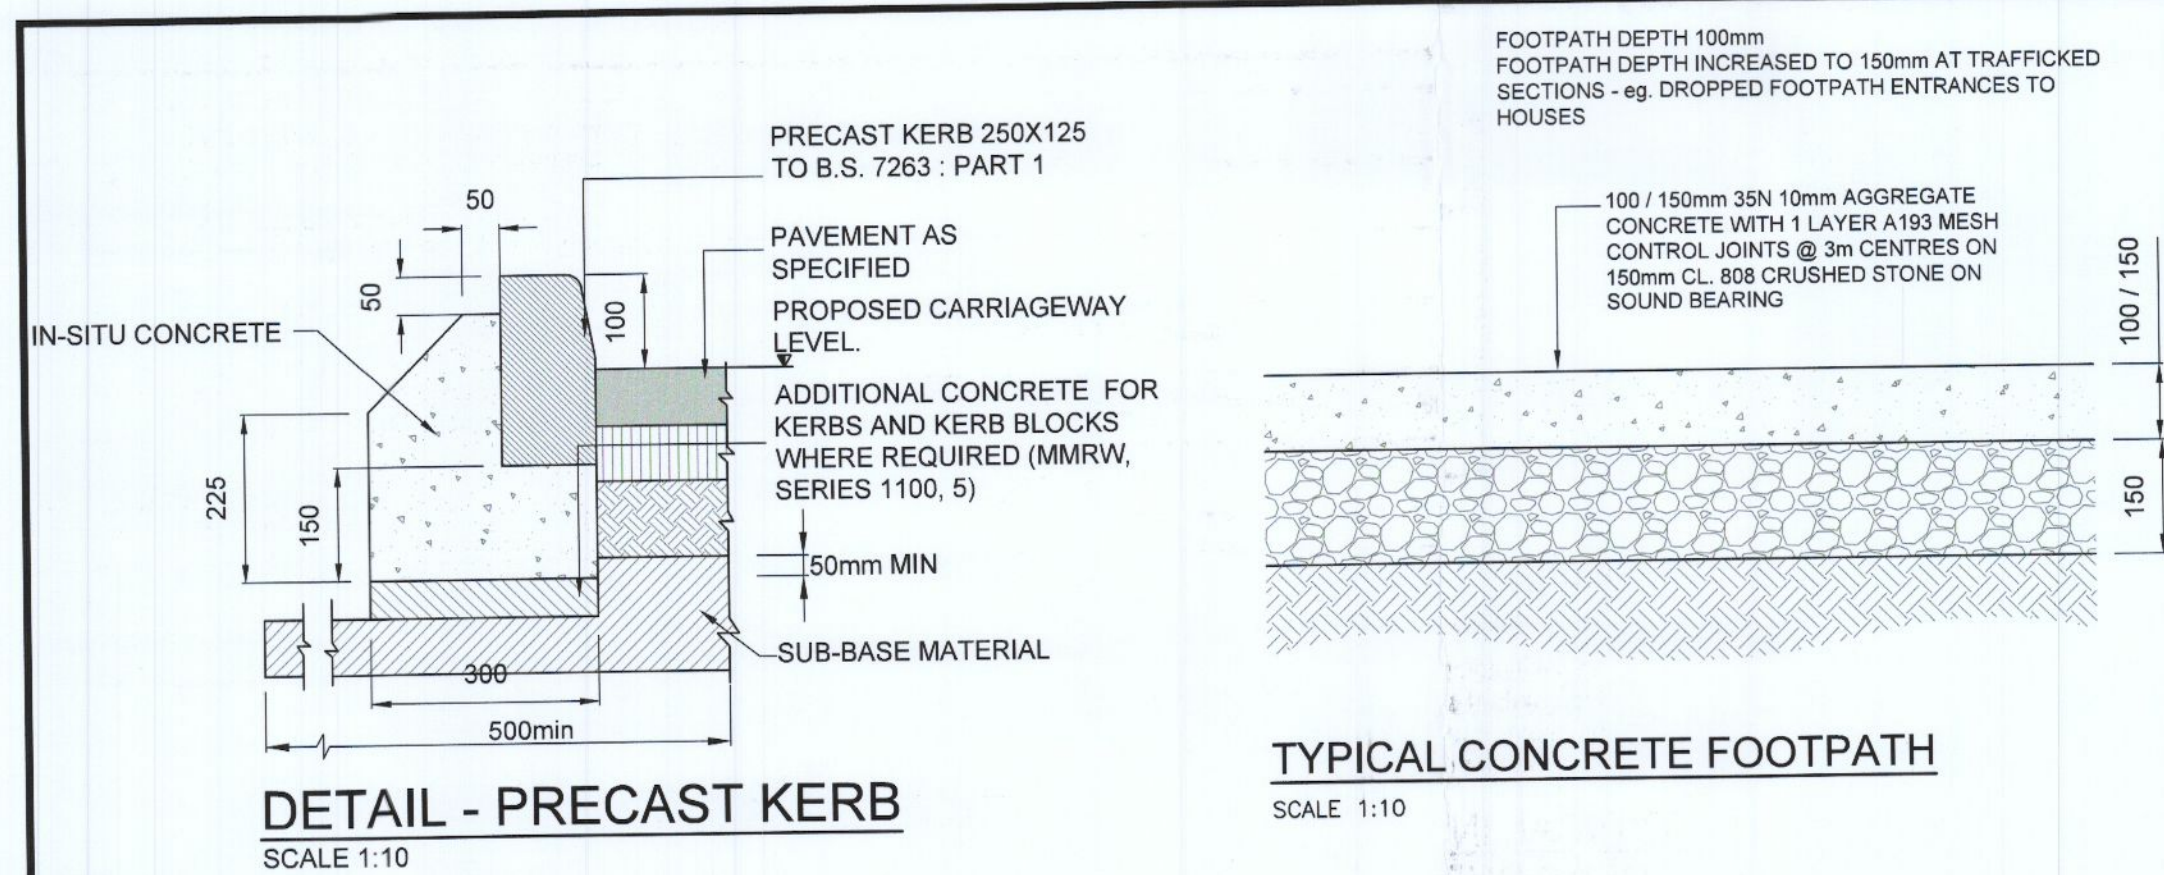 FOOTPATH DEPTH 100mm
FOOTPATH DEPTH INCREASED TO 150mm AT TRAFFICKED
SECTIONS - eg. DROPPED FOOTPATH ENTRANCES TO
HOUSES
PRECAST KERB 250X125
TO B.S. 7263 : PART 1
50
PAVEMENT AS
SPECIFIED
50
100
PROPOSED CARRIAGEWAY
LEVEL.
IN-SITU CONCRETE
ADDITIONAL CONCRETE FOR
KERBS AND KERB BLOCKS
WHERE REQUIRED (MMRW,
SERIES 1100, 5)
225
150
50mm MIN
SUB-BASE MATERIAL
300
500min
DETAIL - PRECAST KERB
SCALE 1:10
100 / 150mm 35N 10mm AGGREGATE
CONCRETE WITH 1 LAYER A193 MESH
CONTROL JOINTS @ 3m CENTRES ON
150mm CL. 808 CRUSHED STONE ON
SOUND BEARING
100 / 150
150
TYPICAL CONCRETE FOOTPATH
SCALE 1:10